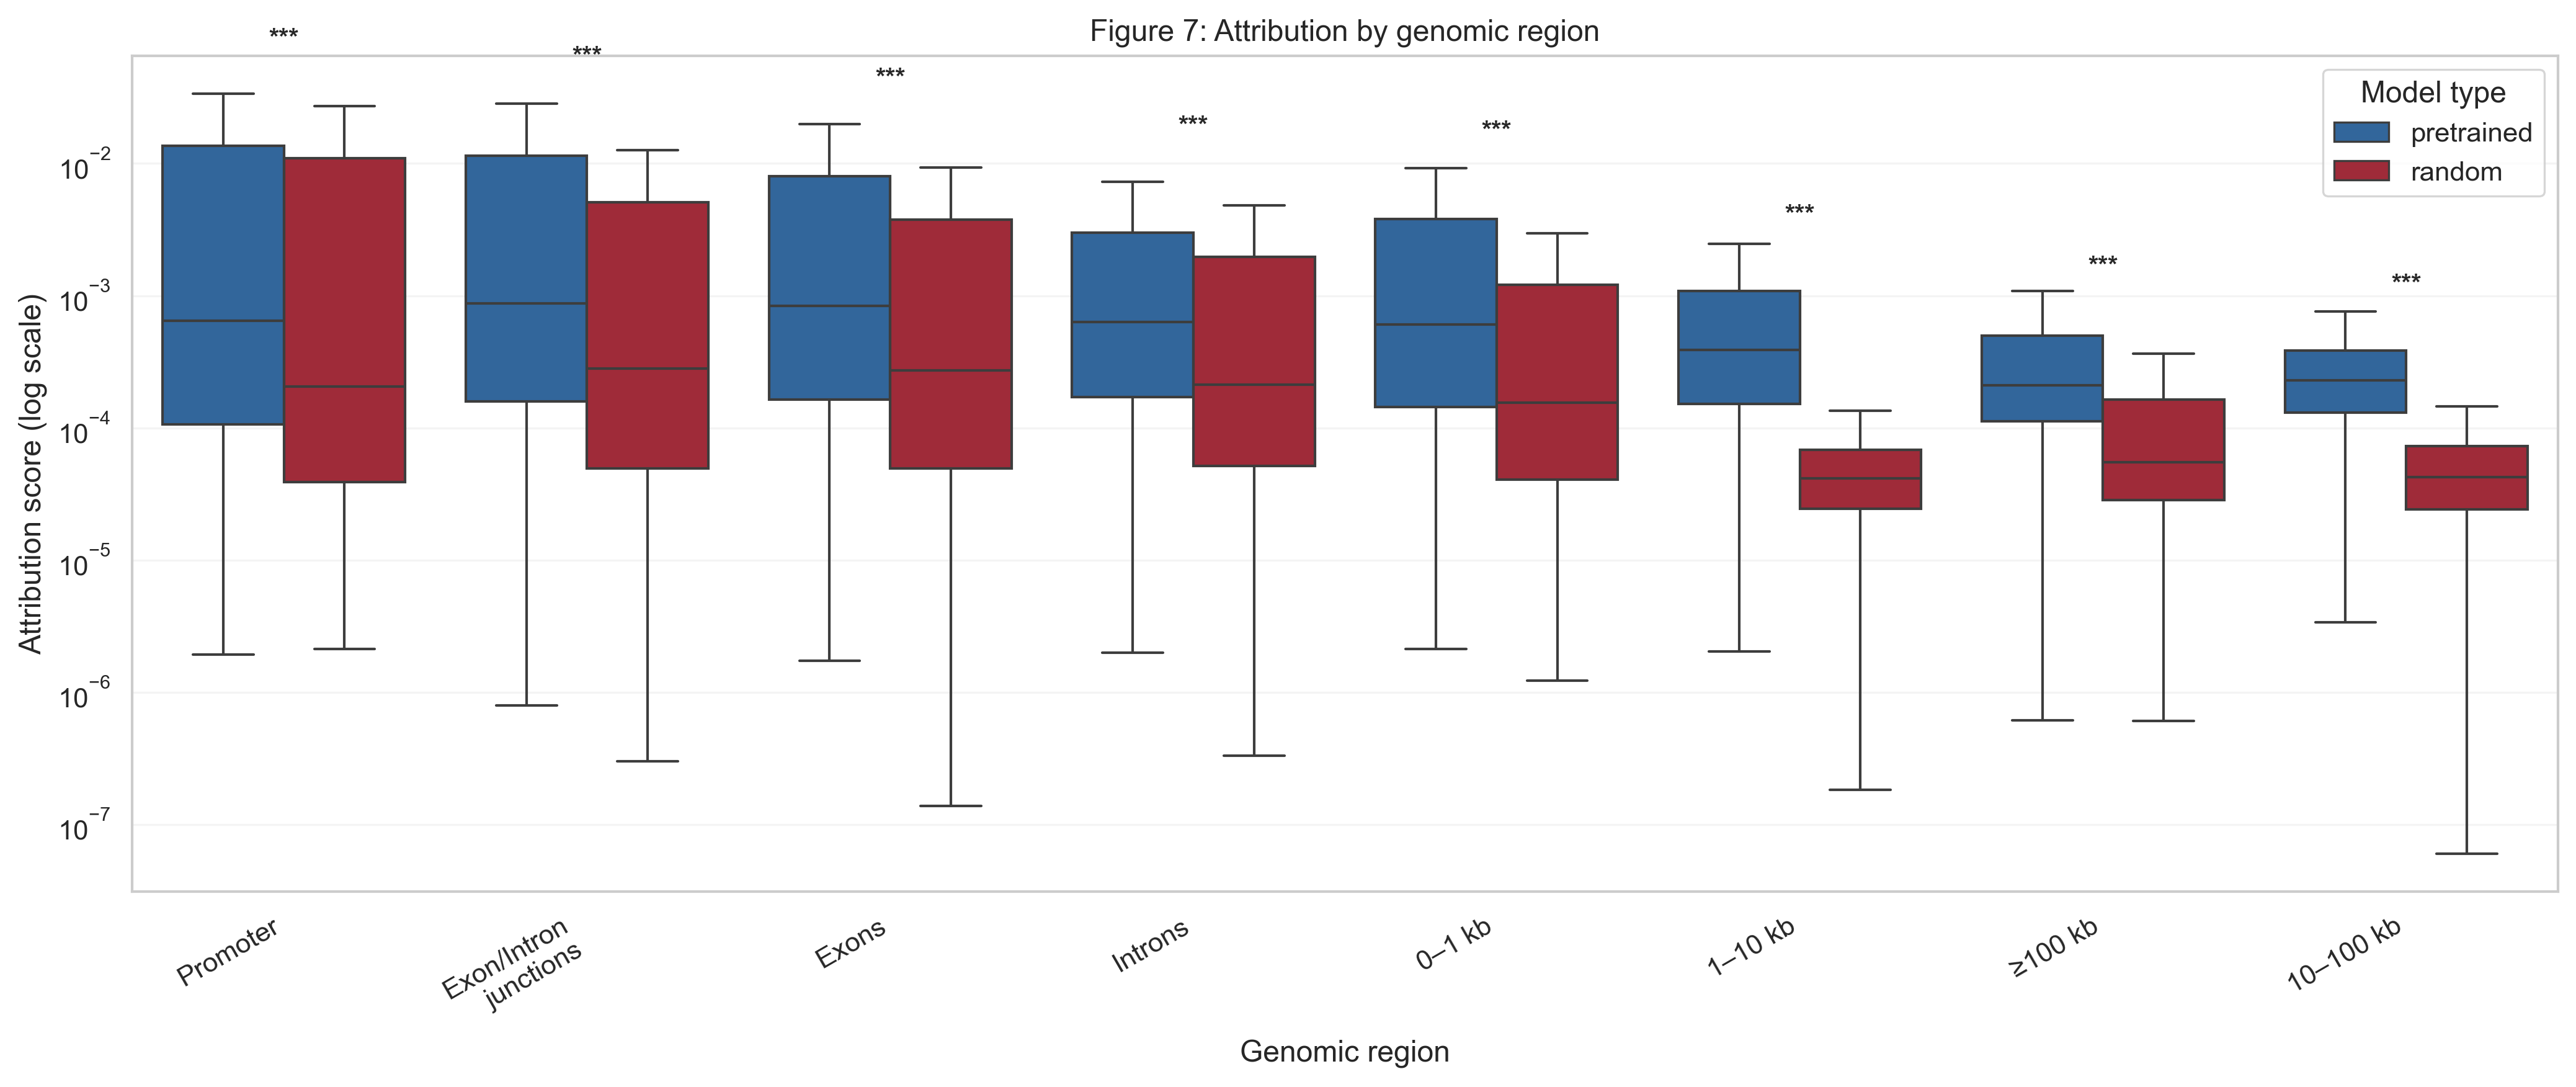 Figure 7: Attribution by genomic region
***
***
***
***
***
***
***
***
Model type
pretrained
random
Attribution score (log scale)
10⁻²
10⁻³
10⁻⁴
10⁻⁵
10⁻⁶
10⁻⁷
Promoter
Exon/Intron
junctions
Exons
Introns
0–1 kb
1–10 kb
≥100 kb
10–100 kb
Genomic region